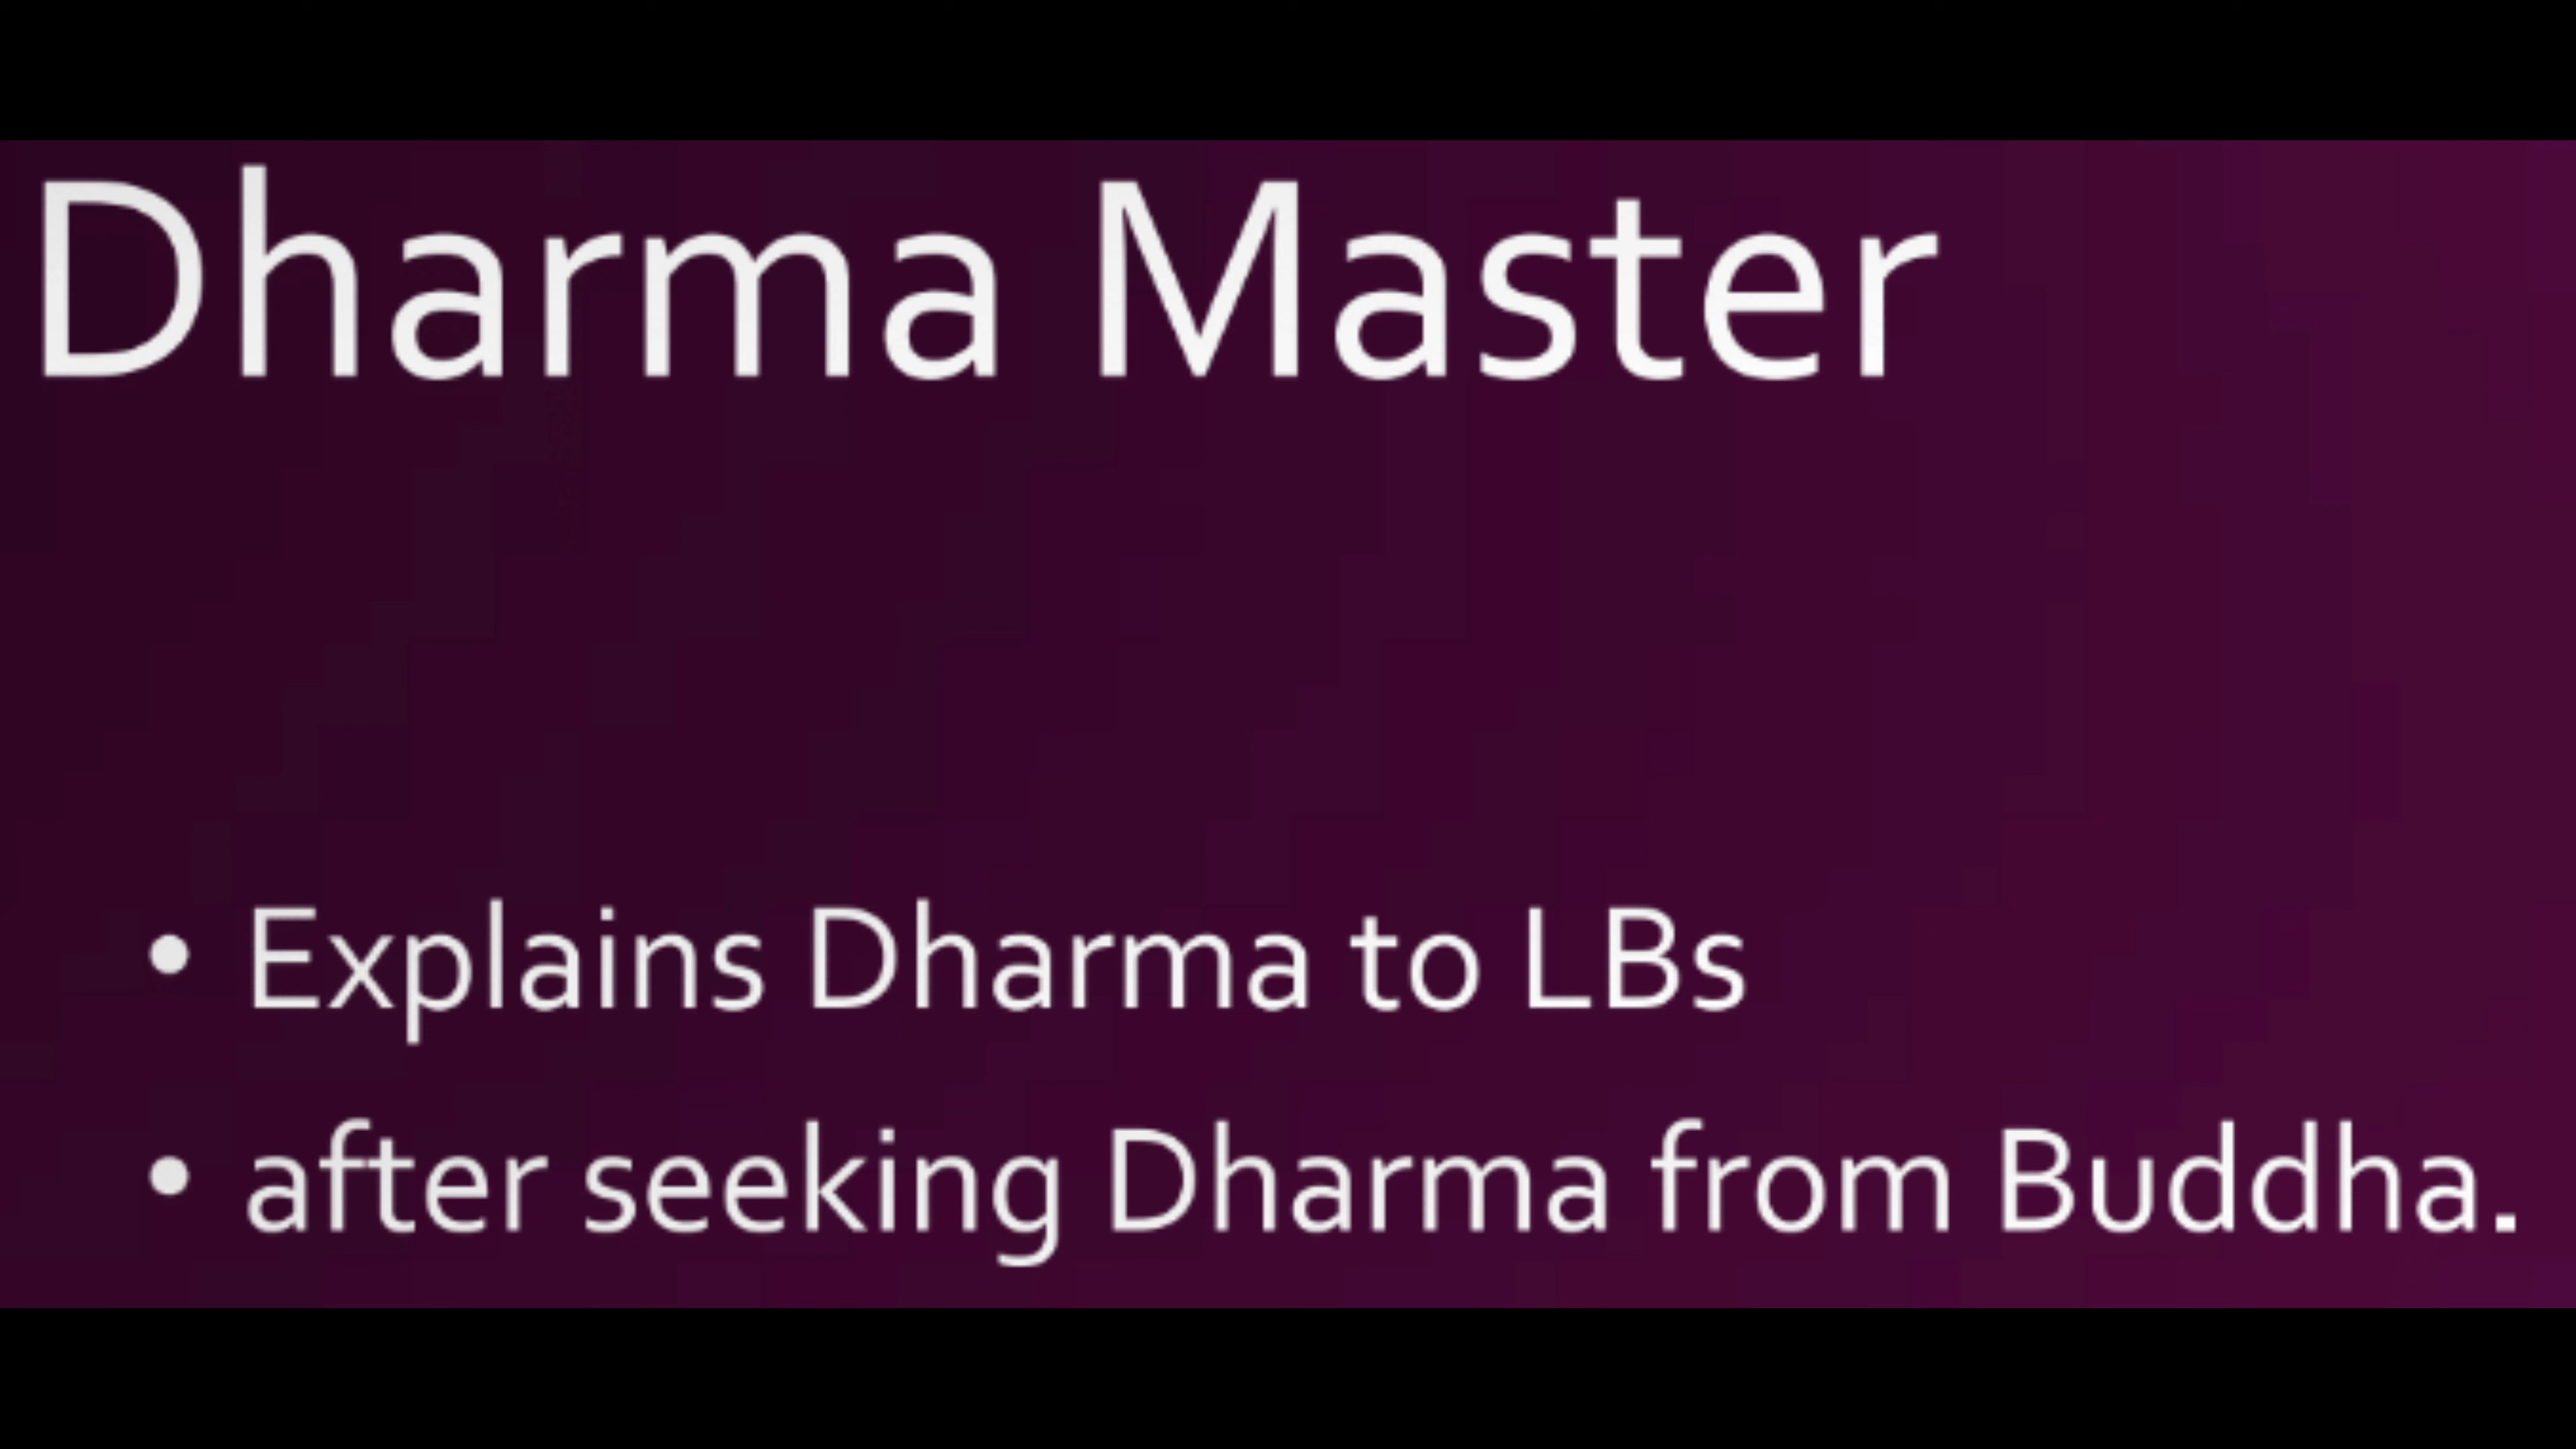 Dharma Master
• Explains Dharma to LBs
• after seeking Dharma from Buddha.